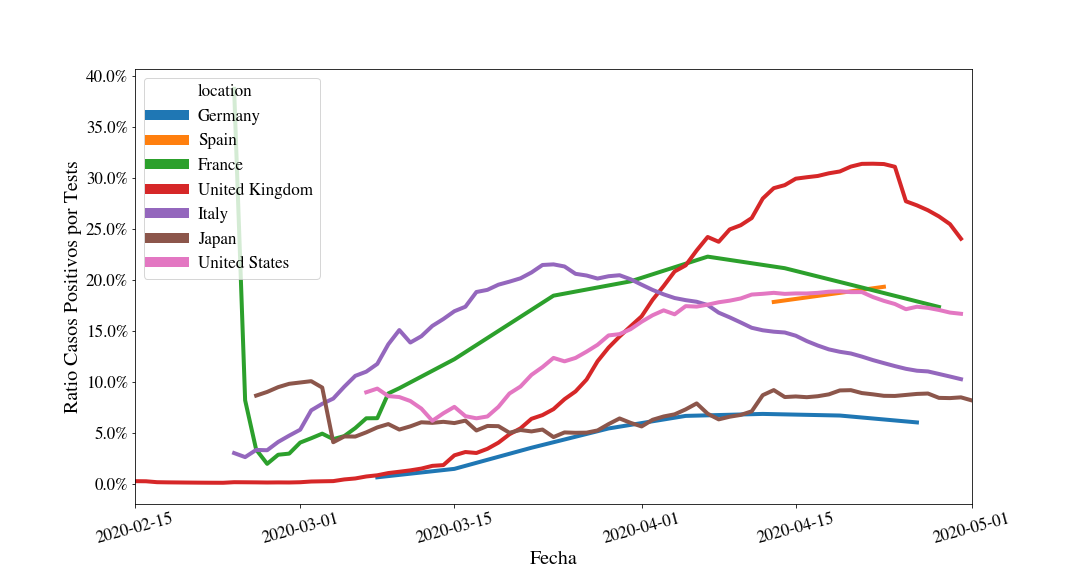 40.0%
35.0%
30.0%
25.0%
20.0%
15.0%
10.0%
5.0%
0.0%
Ratio Casos Positivos por Tests
location
Germany
Spain
France
United Kingdom
Italy
Japan
United States
2020-02-15
2020-03-01
2020-03-15
2020-04-01
2020-04-15
2020-05-01
Fecha